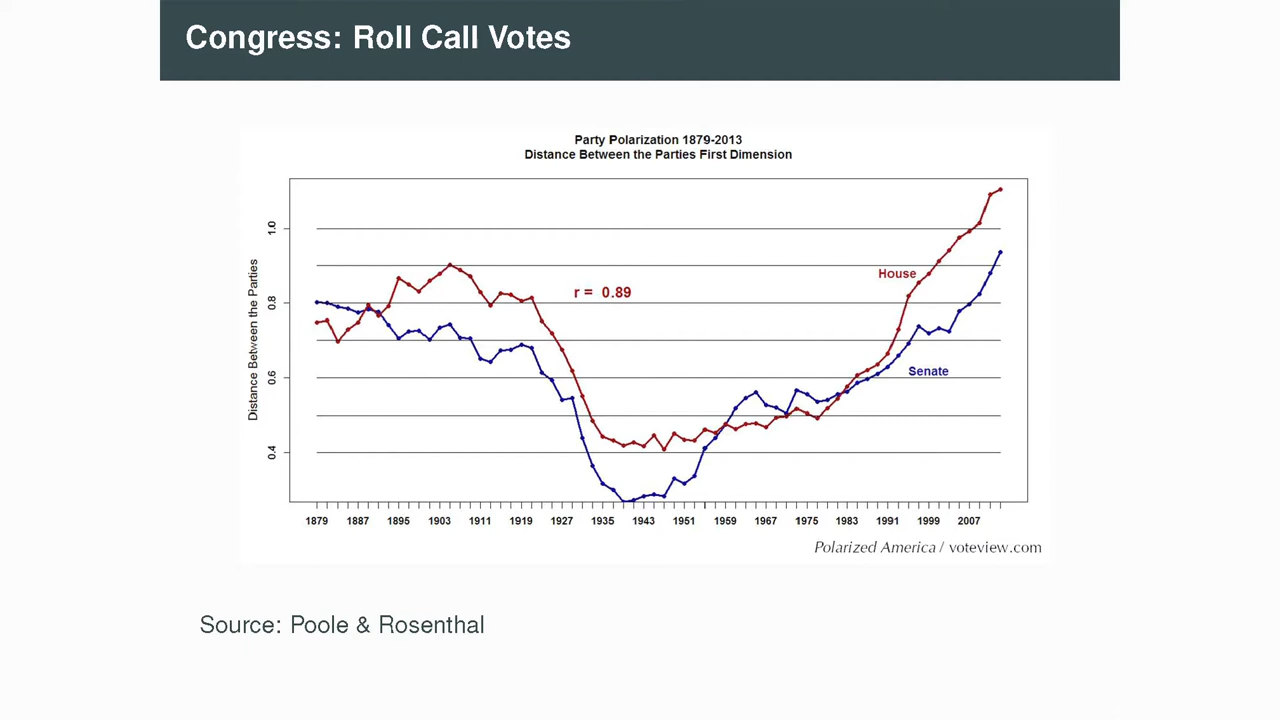 Congress: Roll Call Votes
Party Polarization 1879-2013
Distance Between the Parties First Dimension
Distance Between the Parties
1.0
0.8
0.6
0.4
House
r = 0.89
Senate
1879 1887 1895 1903 1911 1919 1927 1935 1943 1951 1959 1967 1975 1983 1991 1999 2007
Polarized America / voteview.com
Source: Poole & Rosenthal